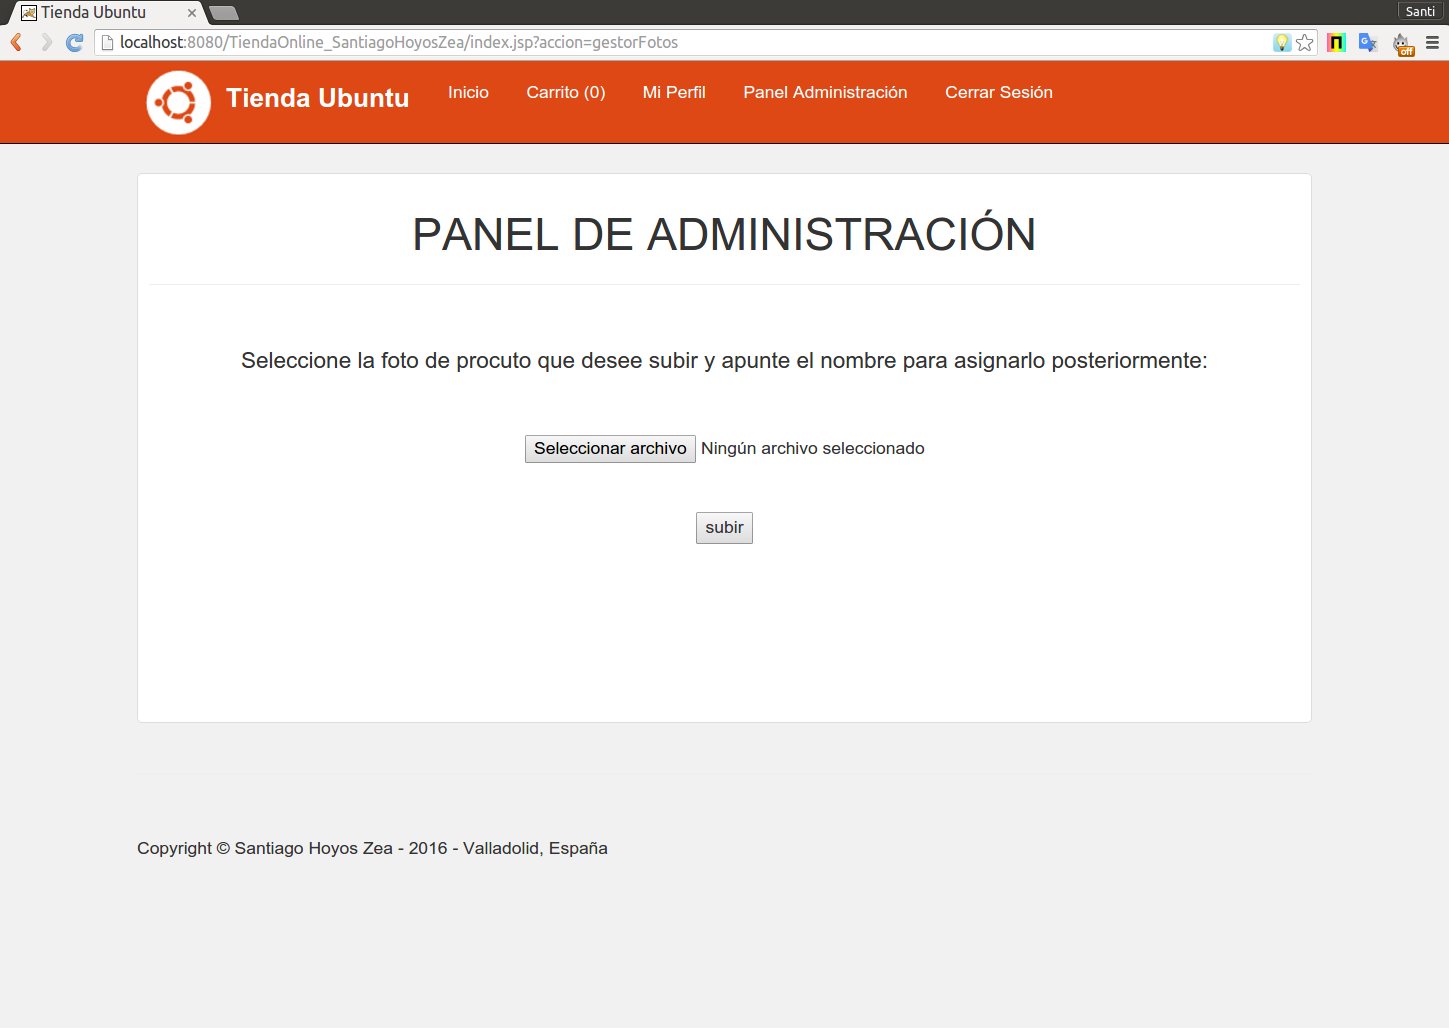 Tienda Ubuntu
Santi
localhost:8080/TiendaOnline_SantiagoHoyosZea/index.jsp?accion=gestorFotos
off
Tienda Ubuntu Inicio Carrito (0) Mi Perfil Panel Administración Cerrar Sesión
PANEL DE ADMINISTRACIÓN
Seleccione la foto de procuto que desee subir y apunte el nombre para asignarlo posteriormente:
Seleccionar archivo Ningún archivo seleccionado
subir
Copyright © Santiago Hoyos Zea - 2016 - Valladolid, España